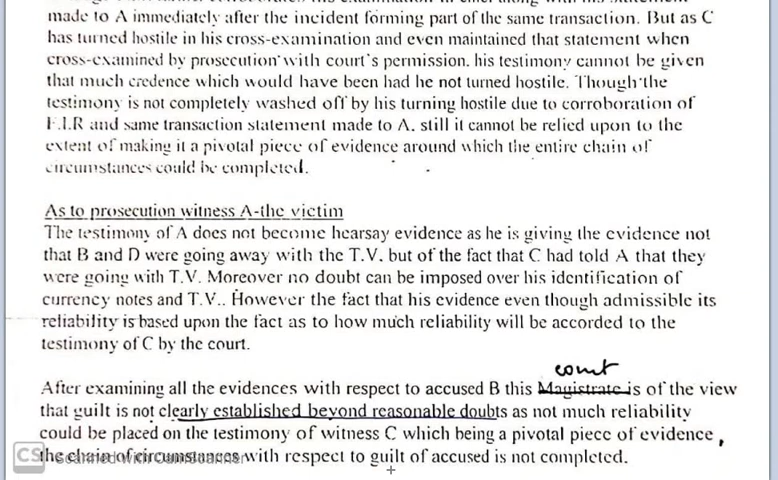 made to A immediately after the incident forming part of the same transaction. But as C
has turned hostile in his cross-examination and even maintained that statement when
cross-examined by prosecution with court's permission. his testimony cannot be given
that much credence which would have been had he not turned hostile. Though the
testimony is not completely washed off by his turning hostile due to corroboration of
F.I.R and same transaction statement made to A. still it cannot be relied upon to the
extent of making it a pivotal piece of evidence around which the entire chain of
circumstances could be completed.
As to prosecution witness A-the victim
The testimony of A does not become hearsay evidence as he is giving the evidence not
that B and D were going away with the T.V. but of the fact that C had told A that they
were going with T.V. Moreover no doubt can be imposed over his identification of
currency notes and T.V.. However the fact that his evidence even though admissible its
reliability is based upon the fact as to how much reliability will be accorded to the
testimony of C by the court.
court
After examining all the evidences with respect to accused B this Magistrate is of the view
that guilt is not clearly established beyond reasonable doubts as not much reliability
could be placed on the testimony of witness C which being a pivotal piece of evidence,
the chain of circumstances with respect to guilt of accused is not completed.
CS Scanned with CamScanner